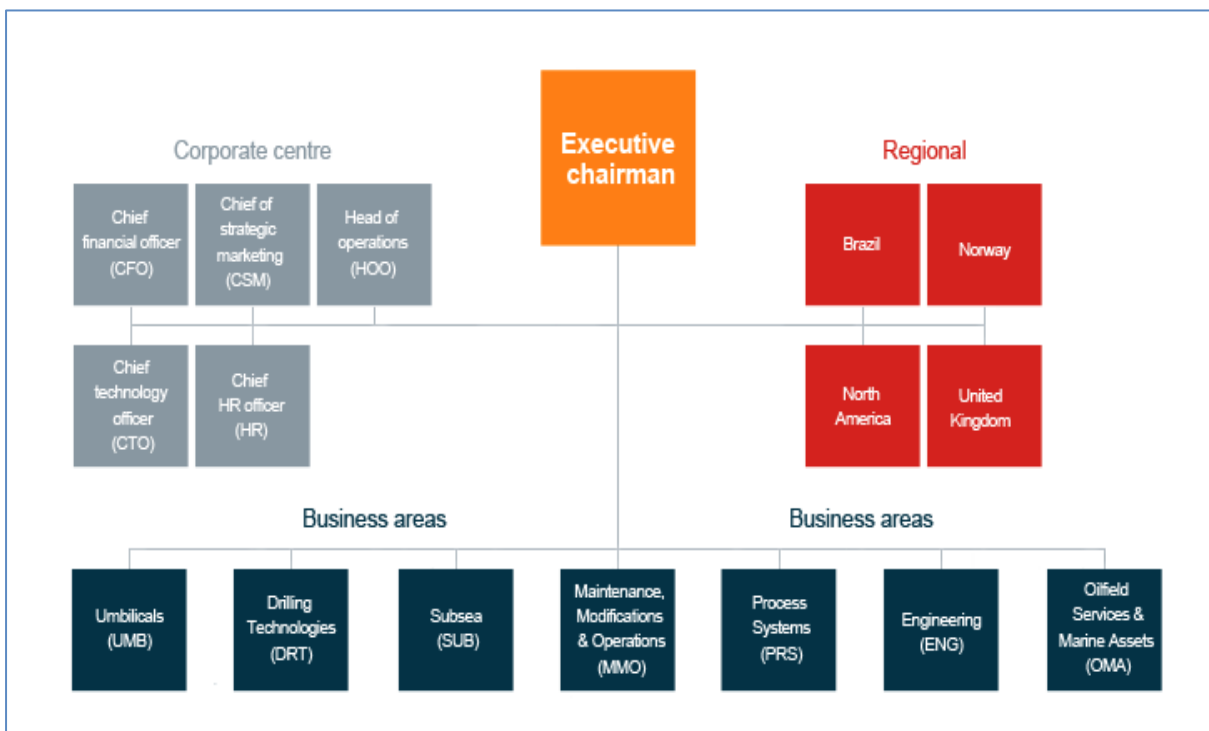 Executive
chairman
Corporate centre
Chief
financial officer
(CFO)
Chief of
strategic
marketing
(CSM)
Head of
operations
(HOO)
Chief
technology
officer
(CTO)
Chief
HR officer
(HR)
Regional
Brazil
Norway
North
America
United
Kingdom
Business areas
Business areas
Umbilicals
(UMB)
Drilling
Technologies
(DRT)
Subsea
(SUB)
Maintenance,
Modifications
& Operations
(MMO)
Process
Systems
(PRS)
Engineering
(ENG)
Oilfield
Services &
Marine Assets
(OMA)